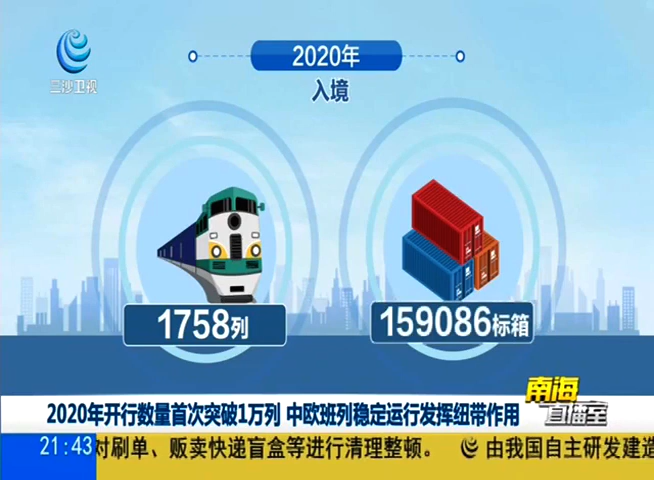 三沙卫视
2020年
入境
1758列
159086标箱
2020年开行数量首次突破1万列 中欧班列稳定运行发挥纽带作用
南海
直播室
21:43
对刷单、贩卖快递盲盒等进行清理整顿。 由我国自主研发建造